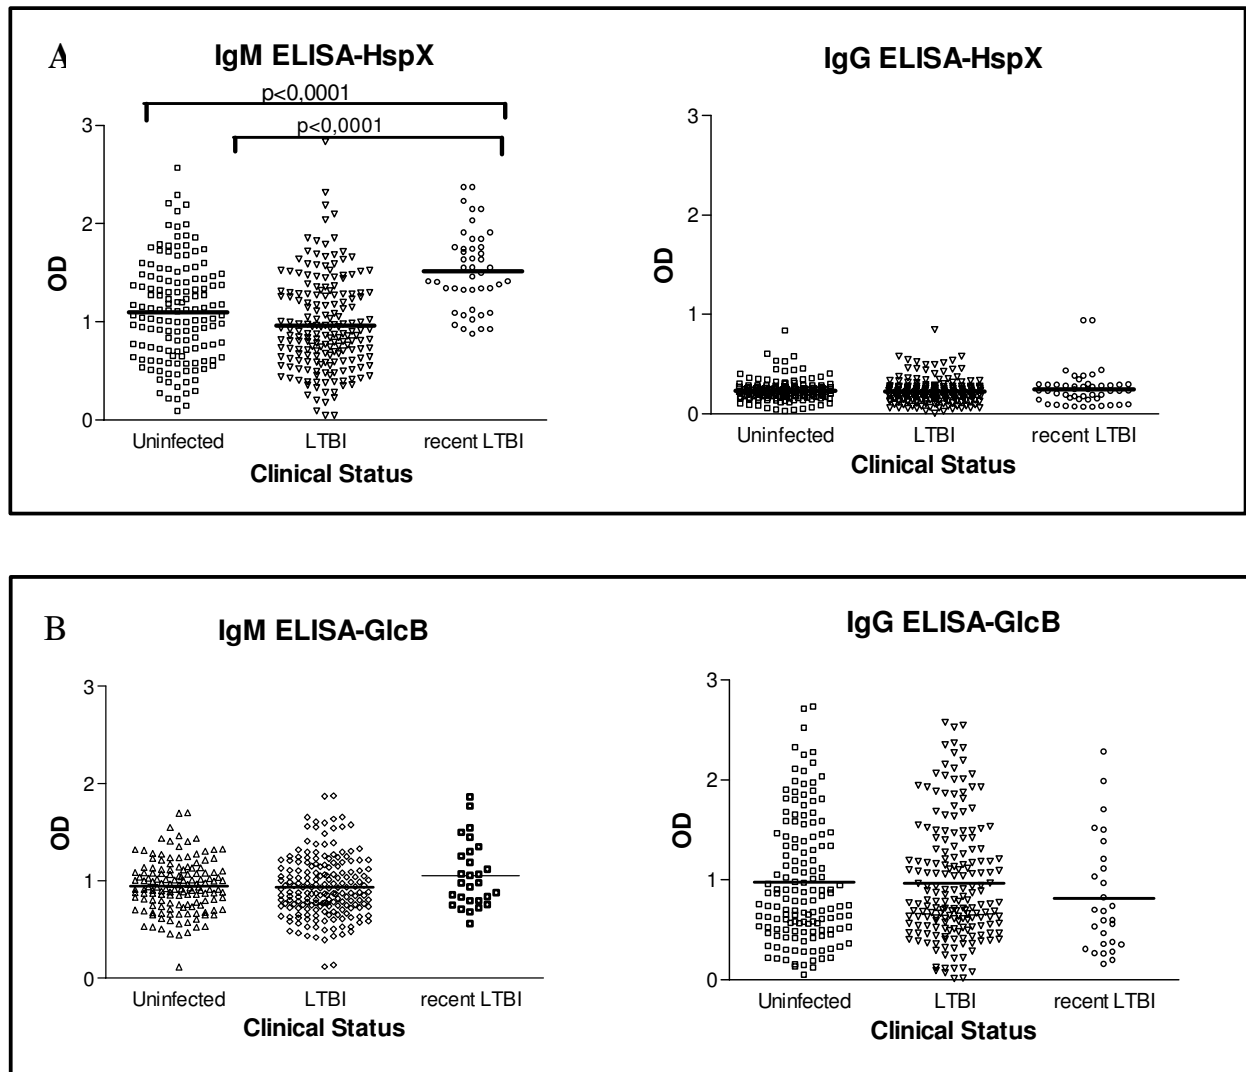 A
IgM ELISA-HspX
p<0,0001
p<0,0001
3
2
1
0
OD
Uninfected LTBI recent LTBI
Clinical Status
IgG ELISA-HspX
3
2
1
0
OD
Uninfected LTBI recent LTBI
Clinical Status
B
IgM ELISA-GlcB
3
2
1
0
OD
Uninfected LTBI recent LTBI
Clinical Status
IgG ELISA-GlcB
3
2
1
0
OD
Uninfected LTBI recent LTBI
Clinical Status